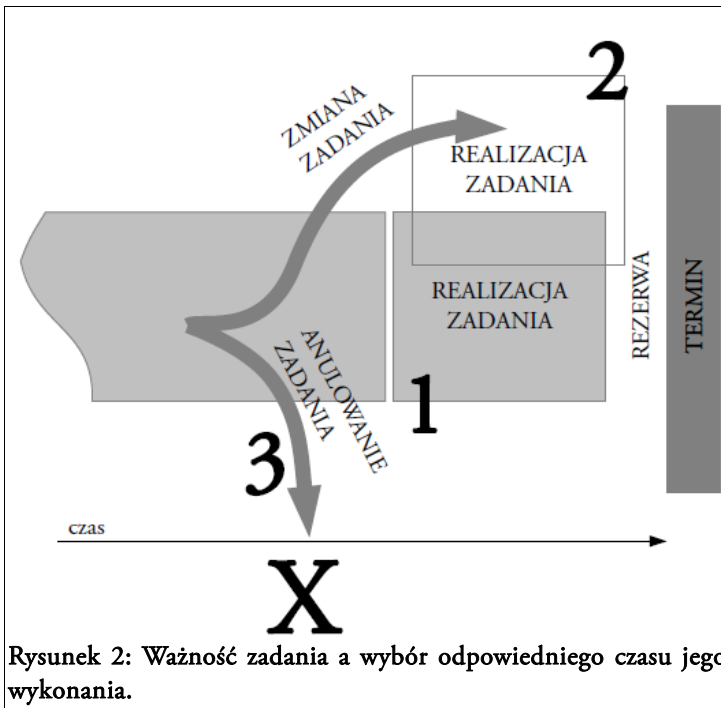 2
ZMIANA
ZADANIA
REALIZACJA
ZADANIA
REALIZACJA
ZADANIA
REZERWA
TERMIN
ANULOWANIE
ZADANIA
1
3
czas
X
Rysunek 2: Ważność zadania a wybór odpowiedniego czasu jego
wykonania.